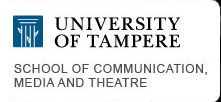 UNIVERSITY
OF TAMPERE
SCHOOL OF COMMUNICATION,
MEDIA AND THEATRE